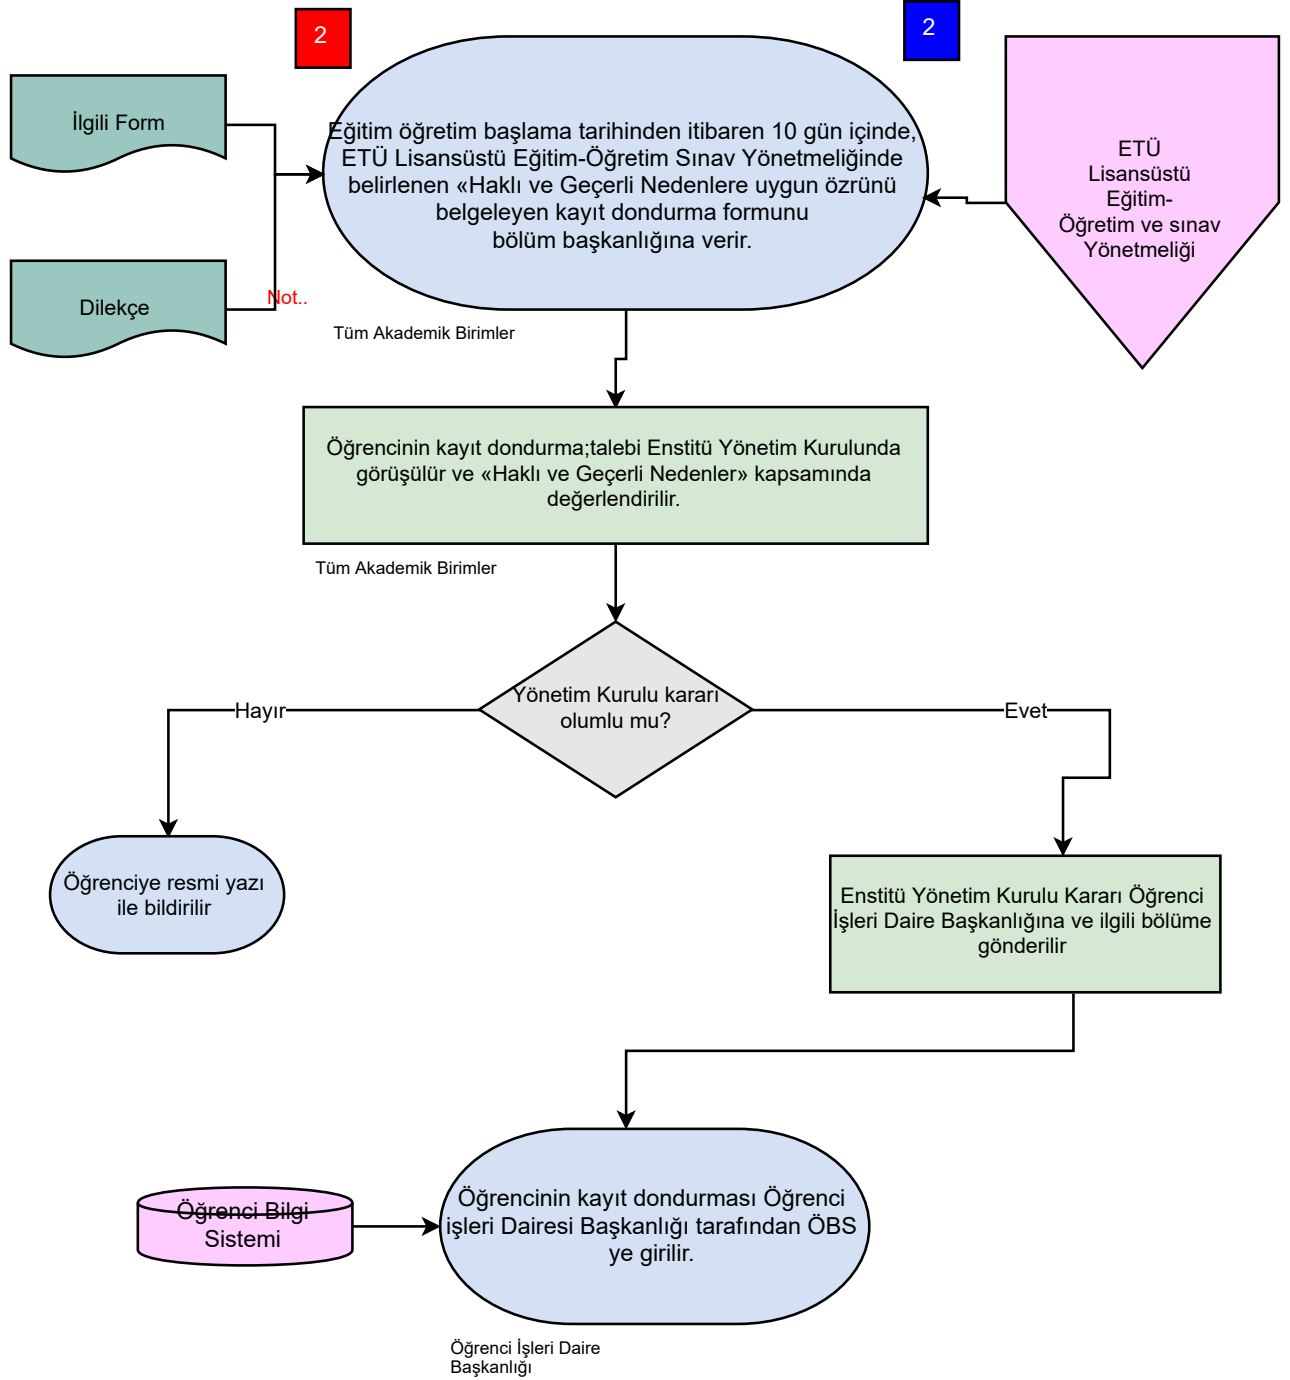 2
2
İlgili Form
Eğitim öğretim başlama tarihinden itibaren 10 gün içinde,
ETÜ Lisansüstü Eğitim-Öğretim Sınav Yönetmeliğinde
belirlenen «Haklı ve Geçerli Nedenlere uygun özrünü
belgeleyen kayıt dondurma formunu
bölüm başkanlığına verir.
ETÜ
Lisansüstü
Eğitim-
Öğretim ve sınav
Yönetmeliği
Dilekçe
Not..
Tüm Akademik Birimler
Öğrencinin kayıt dondurma;talebi Enstitü Yönetim Kurulunda
görüşülür ve «Haklı ve Geçerli Nedenler» kapsamında
değerlendirilir.
Tüm Akademik Birimler
Yönetim Kurulu kararı
olumlu mu?
Hayır
Evet
Öğrenciye resmi yazı
ile bildirilir
Enstitü Yönetim Kurulu Kararı Öğrenci
İşleri Daire Başkanlığına ve ilgili bölüme
gönderilir
Öğrenci Bilgi
Sistemi
Öğrencinin kayıt dondurması Öğrenci
işleri Dairesi Başkanlığı tarafından ÖBS
ye girilir.
Öğrenci İşleri Daire
Başkanlığı